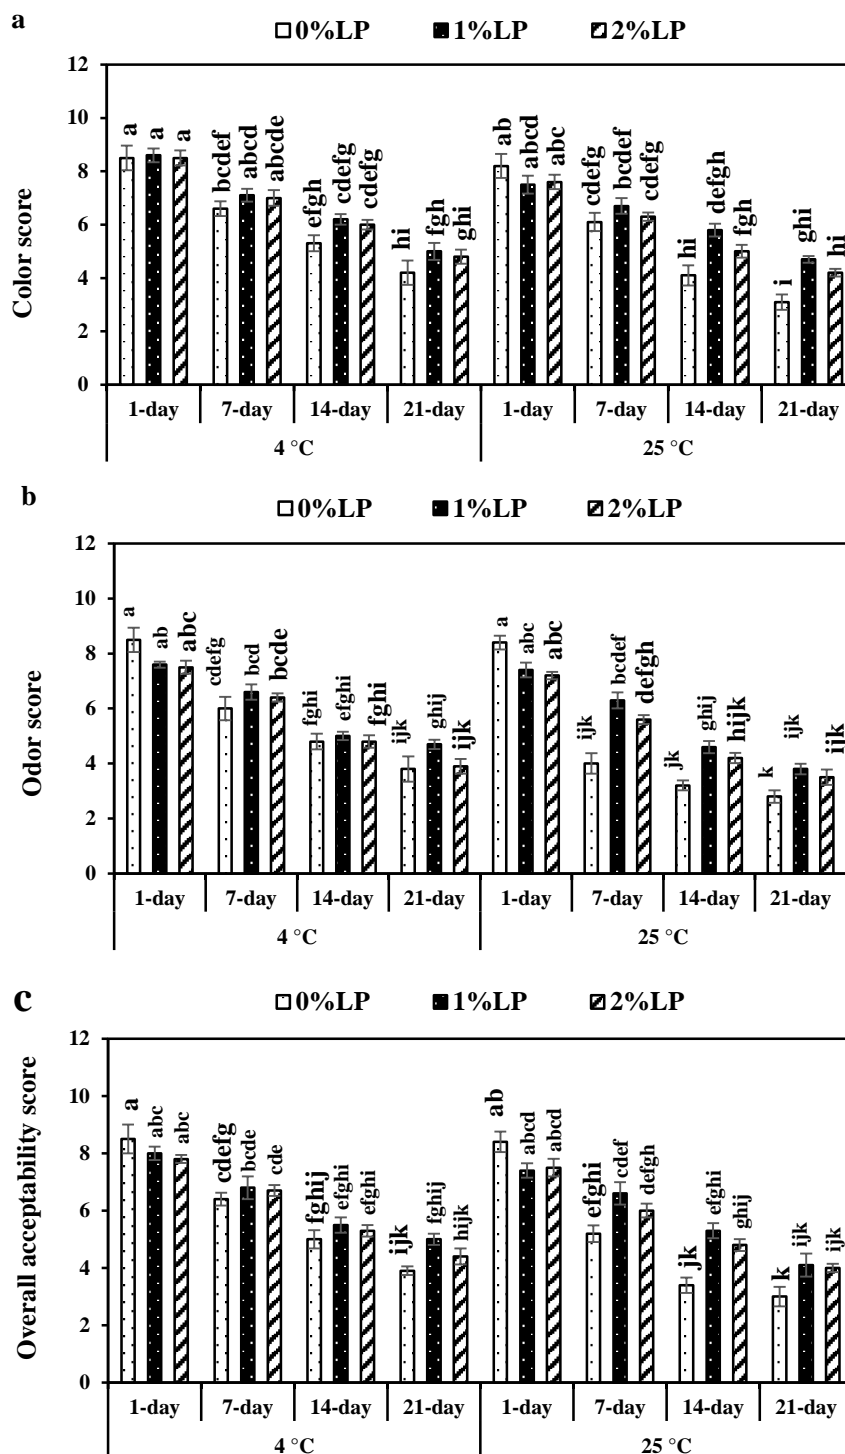 a
0%LP 1%LP 2%LP
Color score
12
10
8
6
4
2
0
a a a bcdef abcd abcde efgh cdefg cdefg hi fgh ghi ab abcd abc cdefg bcdef cdefg hi defgh fgh i ghi hi
1-day 7-day 14-day 21-day 1-day 7-day 14-day 21-day
4 °C 25 °C
b
0%LP 1%LP 2%LP
Odor score
12
10
8
6
4
2
0
a ab abc cdefg bcd bcde fghi efghi fghi ijk ghij ijk a abc abc ijk bcdef defgh jk ghij hijk k ijk ijk
1-day 7-day 14-day 21-day 1-day 7-day 14-day 21-day
4 °C 25 °C
c
0%LP 1%LP 2%LP
Overall acceptability score
12
10
8
6
4
2
0
a abc abc cdefg bcde cde fghij efghi efghi ijk fghij hijk ab abcd abcd efghi cdef defgh jk efghi ghij k ijk ijk
1-day 7-day 14-day 21-day 1-day 7-day 14-day 21-day
4 °C 25 °C